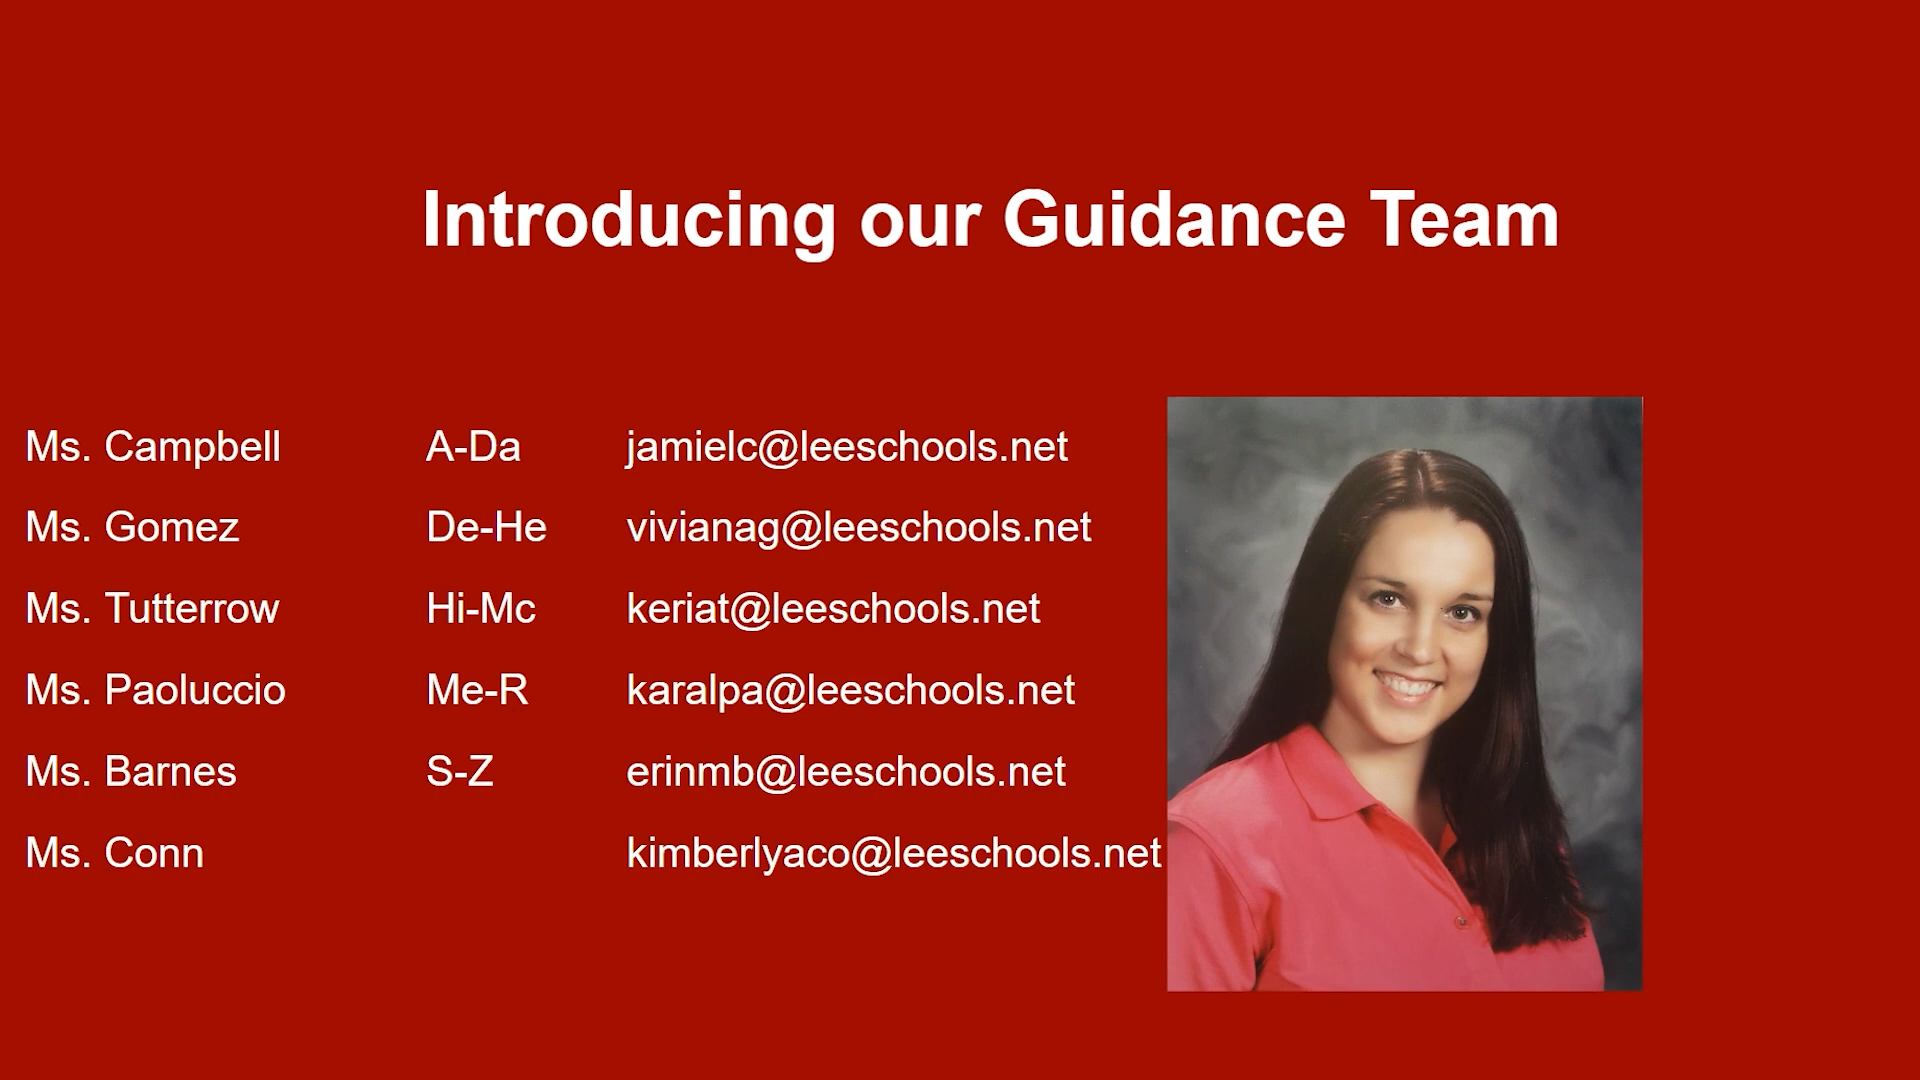 Introducing our Guidance Team
Ms. Campbell A-Da jamielc@leeschools.net
Ms. Gomez De-He vivianag@leeschools.net
Ms. Tutterrow Hi-Mc keriat@leeschools.net
Ms. Paoluccio Me-R karalpa@leeschools.net
Ms. Barnes S-Z erinmb@leeschools.net
Ms. Conn kimberlyaco@leeschools.net